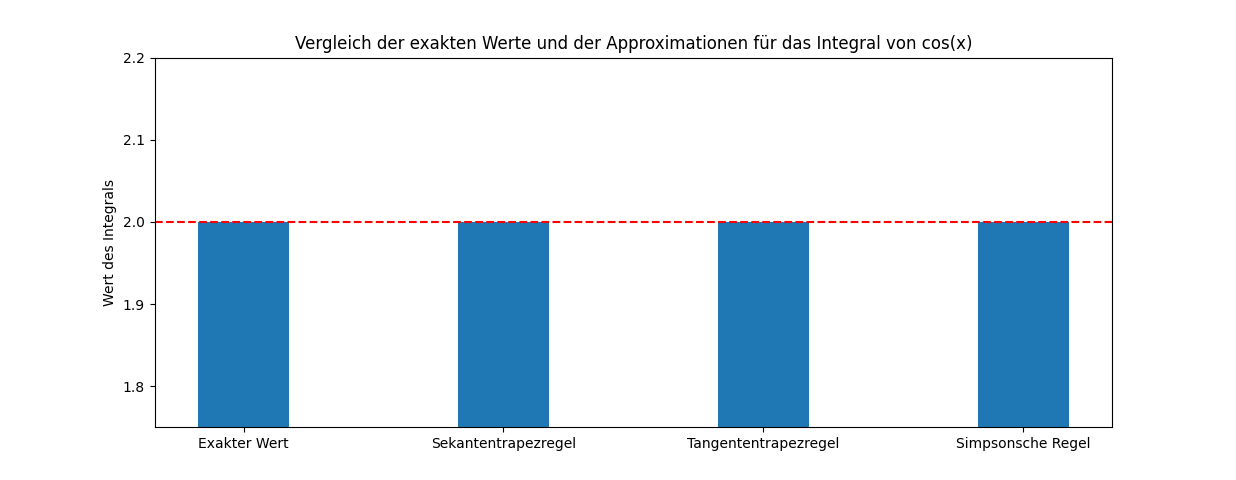 Vergleich der exakten Werte und der Approximationen für das Integral von cos(x)
2.2
2.1
2.0
1.9
1.8
Wert des Integrals
Exakter Wert
Sekantentrapezregel
Tangententrapezregel
Simpsonsche Regel